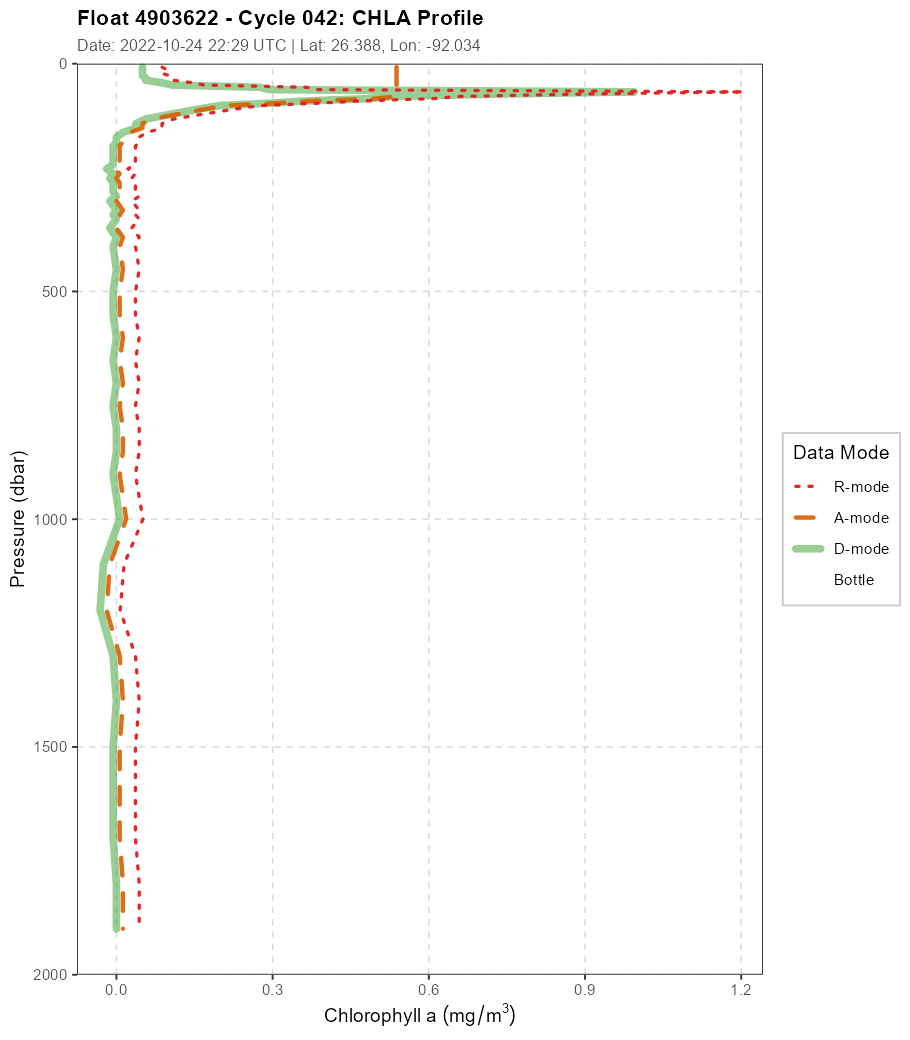 Float 4903622 - Cycle 042: CHLA Profile
Date: 2022-10-24 22:29 UTC | Lat: 26.388, Lon: -92.034
0
500
1000
1500
2000
Pressure (dbar)
0.0 0.3 0.6 0.9 1.2
Chlorophyll a (mg/m³)
Data Mode
R-mode
A-mode
D-mode
Bottle